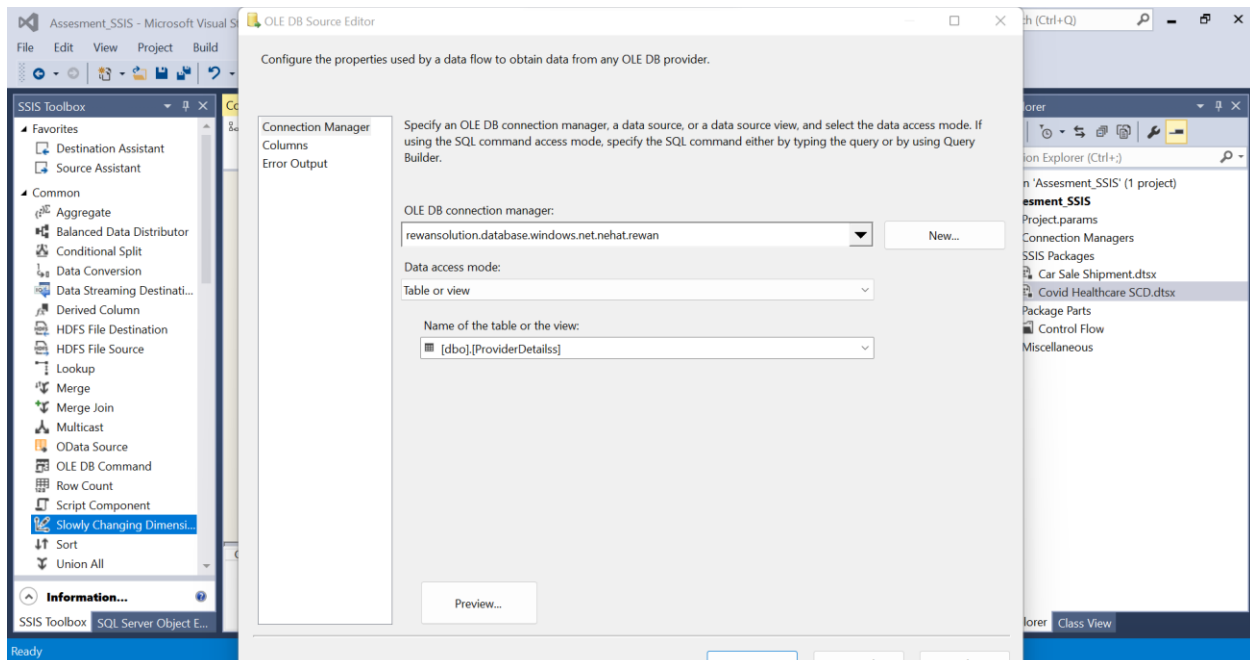 Assesment_SSIS - Microsoft Visual S
OLE DB Source Editor
ch (Ctrl+Q)
File Edit View Project Build
Configure the properties used by a data flow to obtain data from any OLE DB provider.
SSIS Toolbox
Favorites
Destination Assistant
Source Assistant
Common
Aggregate
Balanced Data Distributor
Conditional Split
Data Conversion
Data Streaming Destinati...
Derived Column
HDFS File Destination
HDFS File Source
Lookup
Merge
Merge Join
Multicast
OData Source
OLE DB Command
Row Count
Script Component
Slowly Changing Dimensi...
Sort
Union All
Information...
SSIS Toolbox SQL Server Object E...
Ready
Connection Manager
Columns
Error Output
Specify an OLE DB connection manager, a data source, or a data source view, and select the data access mode. If
using the SQL command access mode, specify the SQL command either by typing the query or by using Query
Builder.
OLE DB connection manager:
rewansolution.database.windows.net.nehat.rewan
New...
Data access mode:
Table or view
Name of the table or the view:
[dbo].[ProviderDetailss]
Preview...
lorer
ion Explorer (Ctrl+;)
n 'Assesment_SSIS' (1 project)
esment_SSIS
Project.params
Connection Managers
SSIS Packages
Car Sale Shipment.dtsx
Covid Healthcare SCD.dtsx
Package Parts
Control Flow
Miscellaneous
lorer Class View